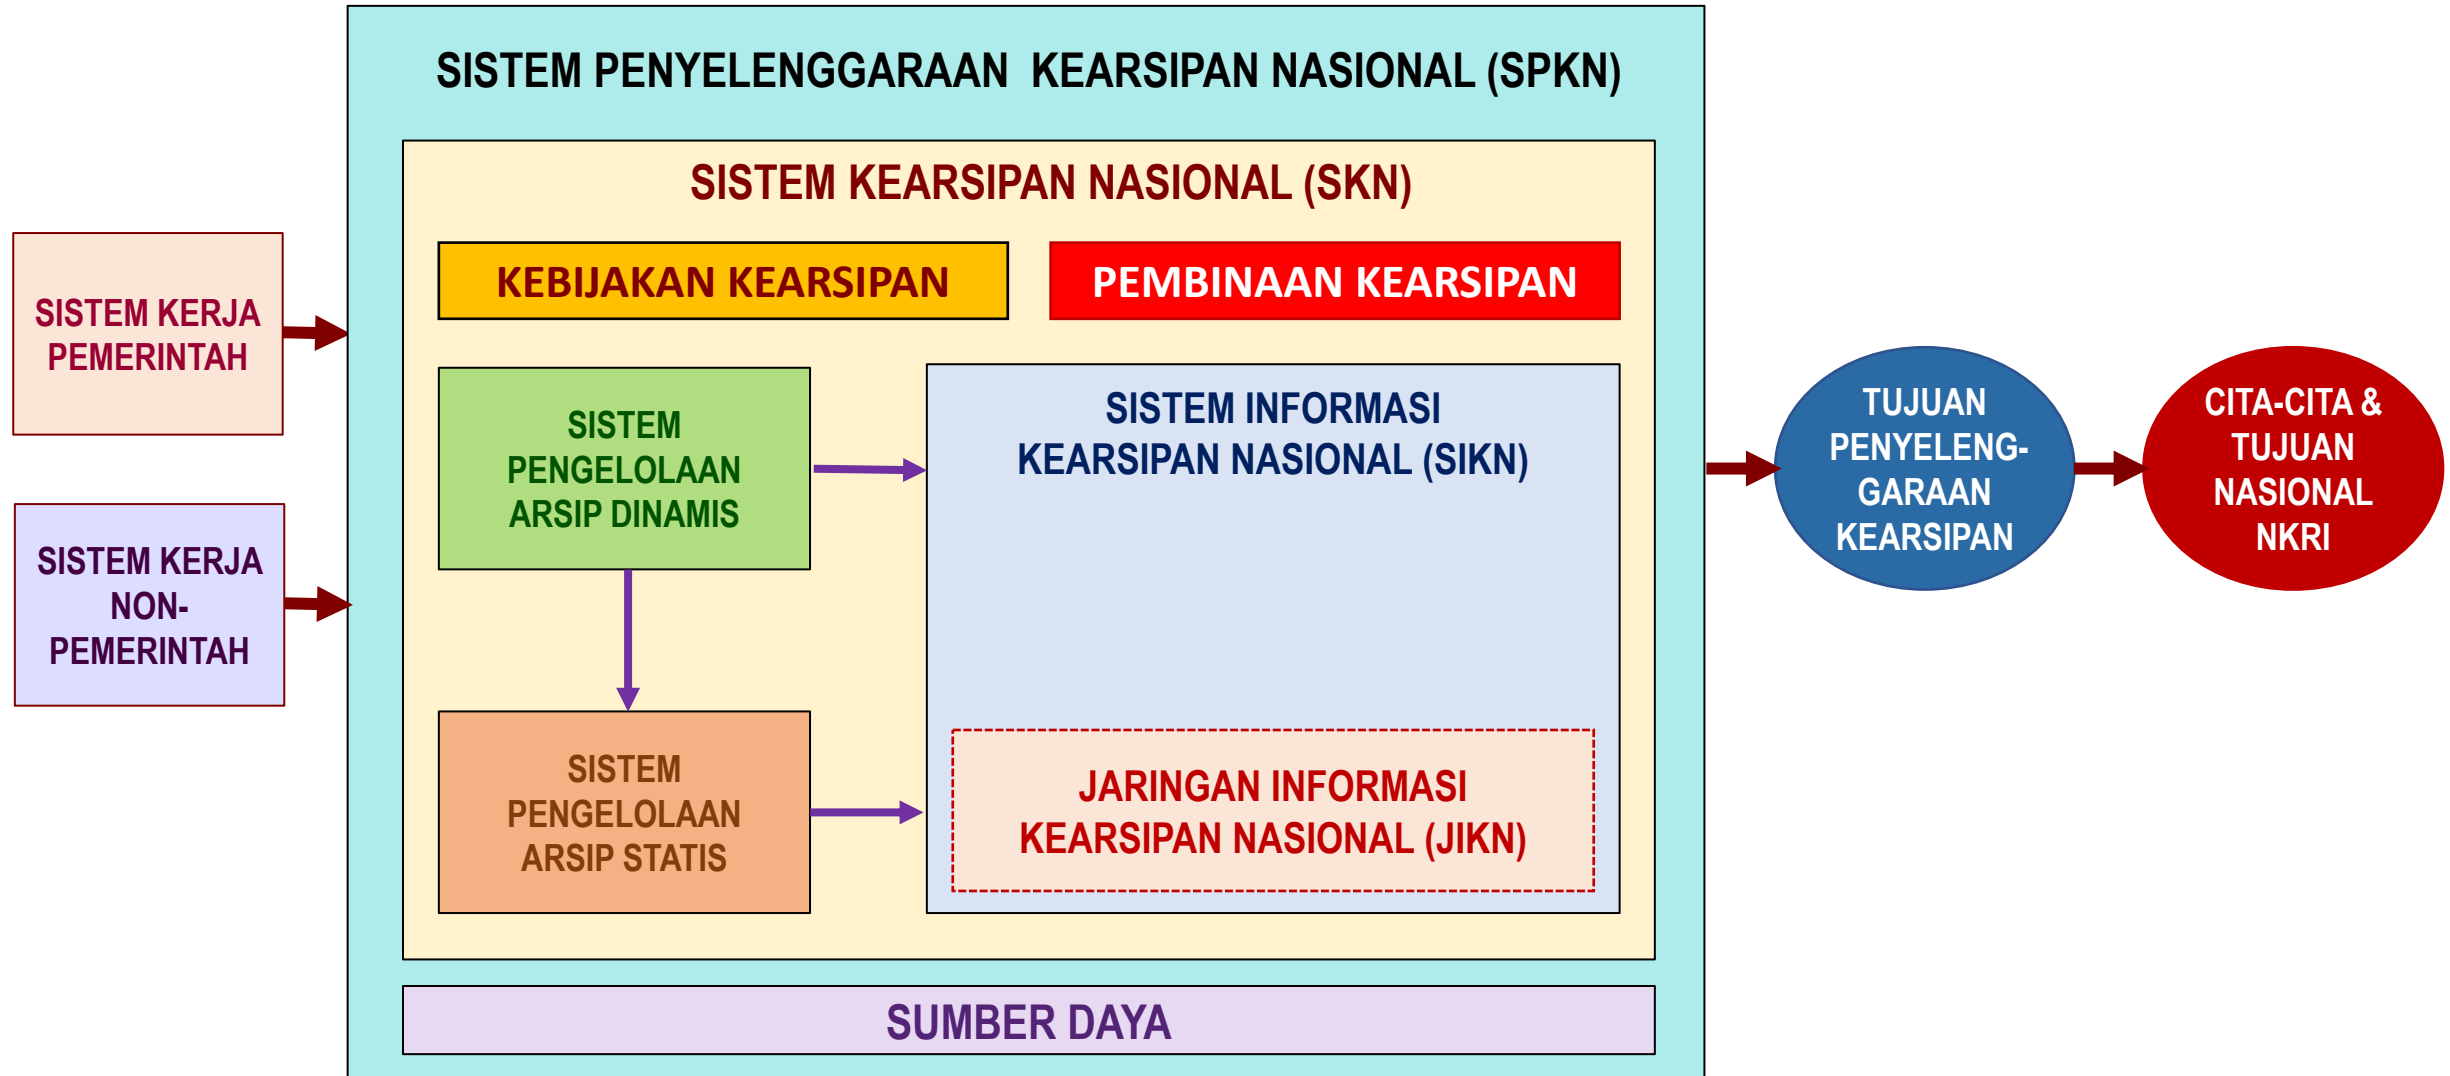 SISTEM PENYELENGGARAAN KEARSIPAN NASIONAL (SPKN)
SISTEM KEARSIPAN NASIONAL (SKN)
KEBIJAKAN KEARSIPAN
PEMBINAAN KEARSIPAN
SISTEM KERJA
PEMERINTAH
SISTEM KERJA
NON-
PEMERINTAH
SISTEM
PENGELOLAAN
ARSIP DINAMIS
SISTEM INFORMASI
KEARSIPAN NASIONAL (SIKN)
SISTEM
PENGELOLAAN
ARSIP STATIS
JARINGAN INFORMASI
KEARSIPAN NASIONAL (JIKN)
SUMBER DAYA
TUJUAN
PENYELENG-
GARAAN
KEARSIPAN
CITA-CITA &
TUJUAN
NASIONAL
NKRI